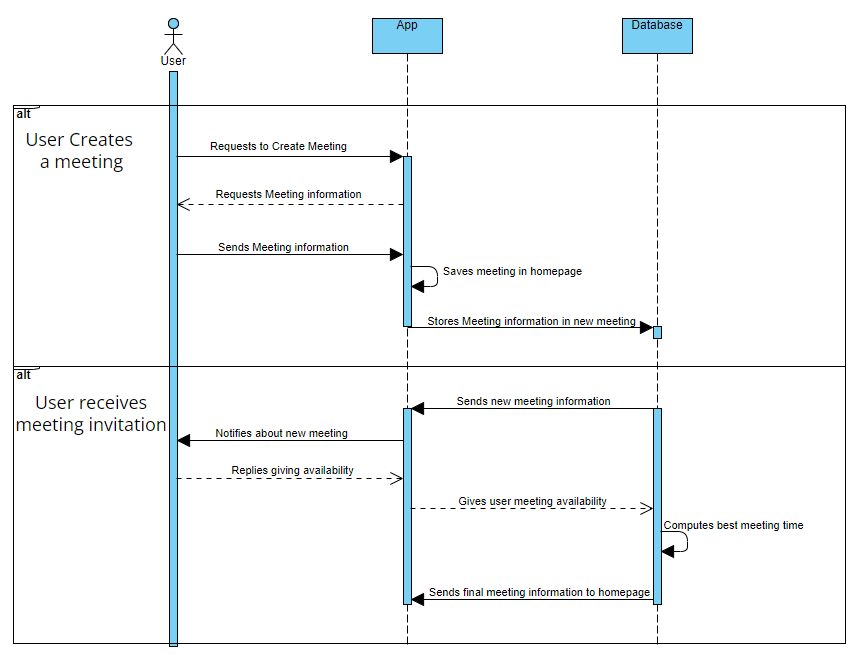 User
App
Database
alt
User Creates
a meeting
Requests to Create Meeting
Requests Meeting information
Sends Meeting information
Saves meeting in homepage
Stores Meeting information in new meeting
alt
User receives
meeting invitation
Sends new meeting information
Notifies about new meeting
Replies giving availability
Gives user meeting availability
Computes best meeting time
Sends final meeting information to homepage